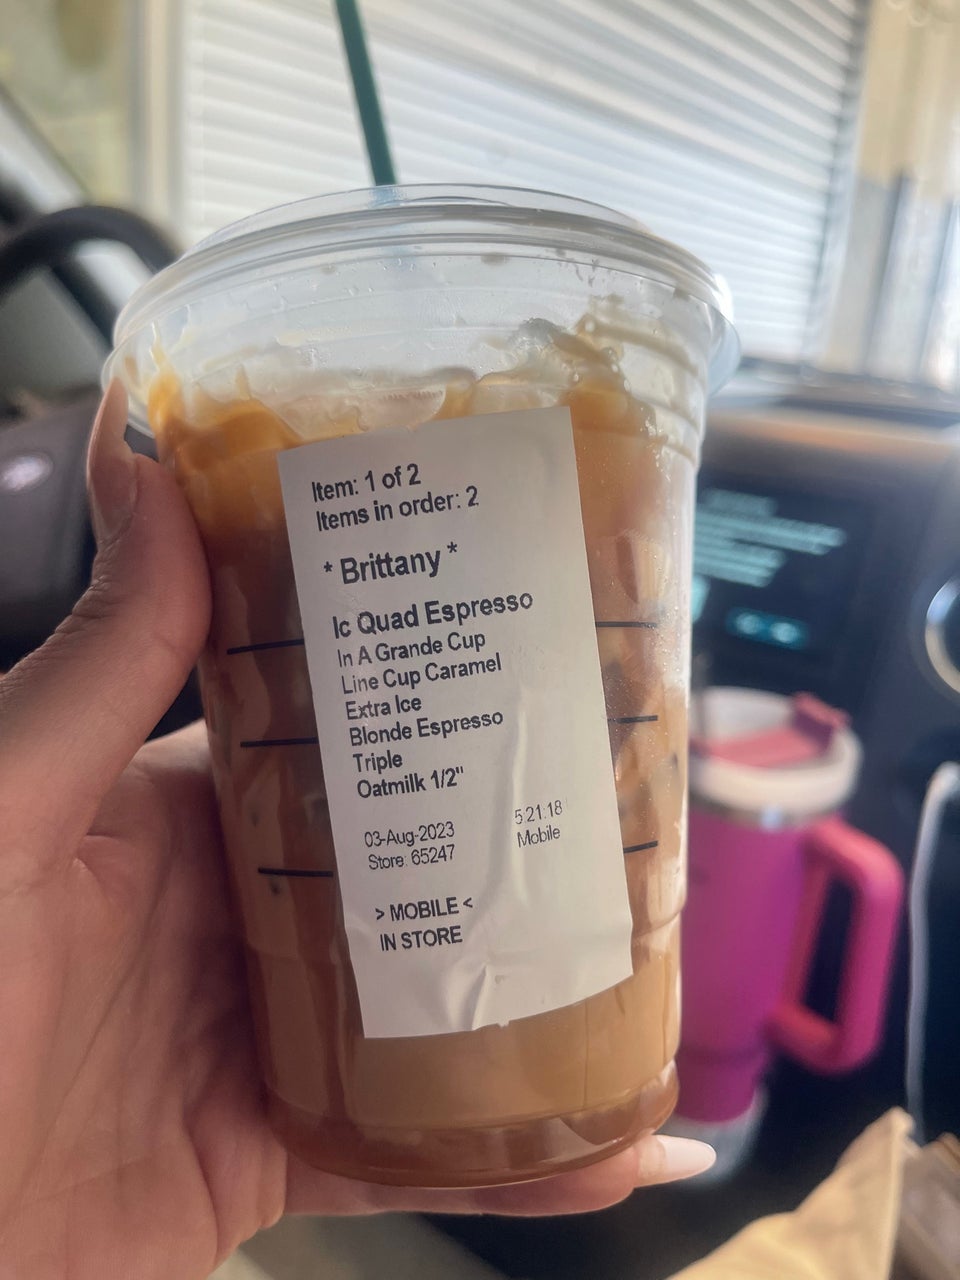 Item: 1 of 2
Items in order: 2
* Brittany *
Ic Quad Espresso
In A Grande Cup
Line Cup Caramel
Extra Ice
Blonde Espresso
Triple
Oatmilk 1/2"
03-Aug-2023 5:21:18
Store: 65247 Mobile
> MOBILE <
IN STORE